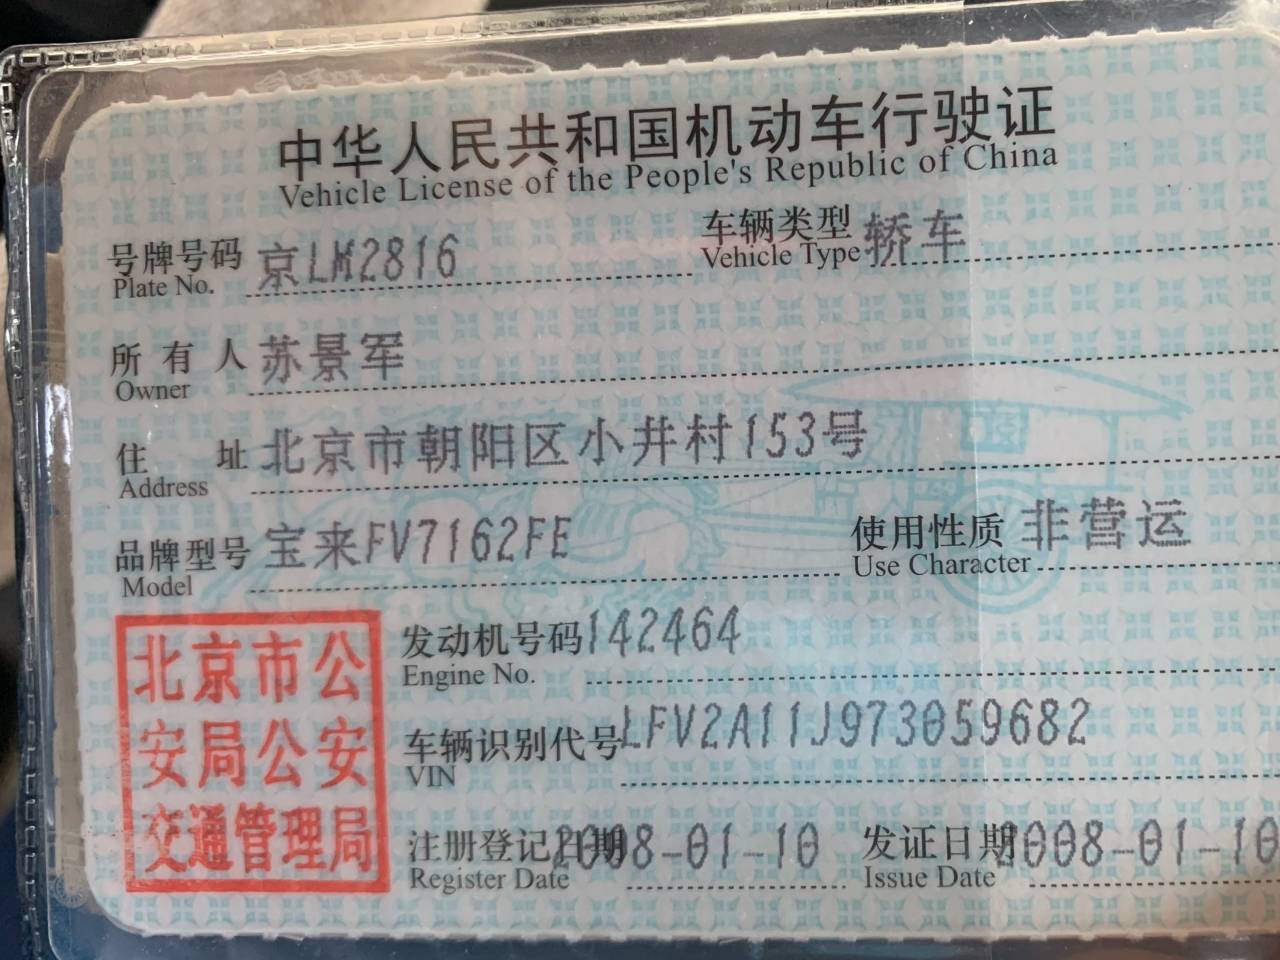 中华人民共和国机动车行驶证
Vehicle License of the People's Republic of China
号牌号码 京LM2816 车辆类型 轿车
Plate No. Vehicle Type
所有人 苏景军
Owner
住址 北京市朝阳区小井村153号
Address
品牌型号 宝来FV7162FE 使用性质 非营运
Model Use Character
发动机号码 142464
Engine No.
车辆识别代号 LFV2A11J973059682
VIN
注册登记日期 2008-01-10 发证日期 2008-01-10
Register Date Issue Date
北京市公
安局公安
交通管理局